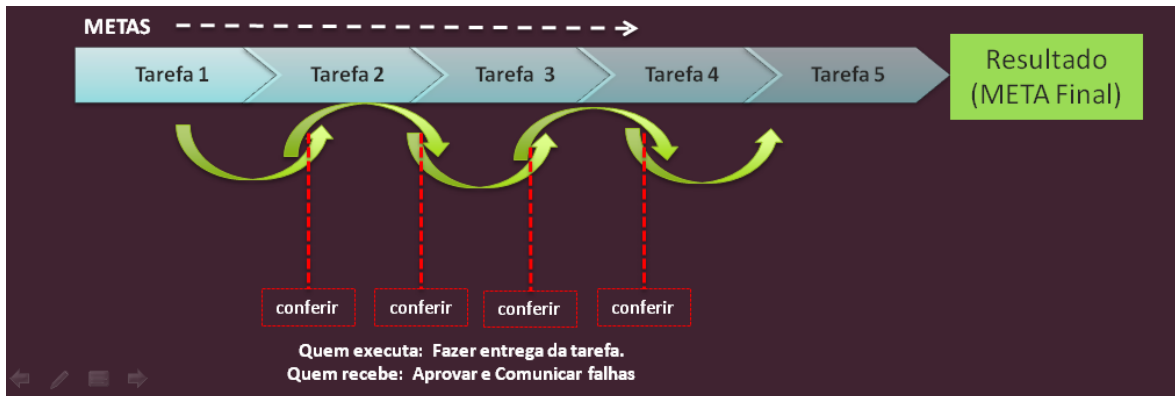 METAS
Tarefa 1
Tarefa 2
Tarefa 3
Tarefa 4
Tarefa 5
Resultado
(META Final)
conferir
conferir
conferir
conferir
Quem executa: Fazer entrega da tarefa.
Quem recebe: Aprovar e Comunicar falhas